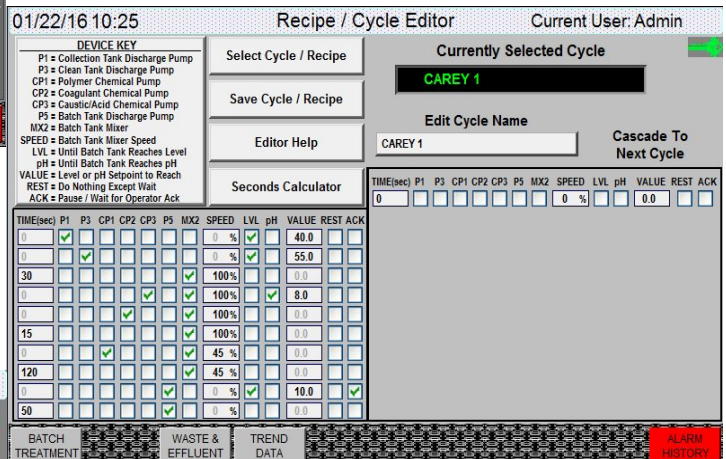 01/22/16 10:25 Recipe / Cycle Editor Current User: Admin
DEVICE KEY
P1 = Collection Tank Discharge Pump
P3 = Clean Tank Discharge Pump
CP1 = Polymer Chemical Pump
CP2 = Coagulant Chemical Pump
CP3 = Caustic/Acid Chemical Pump
P5 = Batch Tank Discharge Pump
MX2 = Batch Tank Mixer
SPEED = Batch Tank Mixer Speed
LVL = Until Batch Tank Reaches Level
pH = Until Batch Tank Reaches pH
VALUE = Level or pH Setpoint to Reach
REST = Do Nothing Except Wait
ACK = Pause / Wait for Operator Ack
Select Cycle / Recipe
Save Cycle / Recipe
Editor Help
Seconds Calculator
Currently Selected Cycle
CAREY 1
Edit Cycle Name
CAREY 1
Cascade To
Next Cycle
TIME(sec) P1 P3 CP1 CP2 CP3 P5 MX2 SPEED LVL pH VALUE REST ACK
0 0 % 0.0
TIME(sec) P1 P3 CP1 CP2 CP3 P5 MX2 SPEED LVL pH VALUE REST ACK
0 0 % 40.0
0 0 % 55.0
30 100% 0.0
0 100% 8.0
0 100% 0.0
15 100% 0.0
0 45 % 0.0
120 45 % 0.0
0 0 % 10.0
50 0 % 0.0
BATCH
TREATMENT
WASTE &
EFFLUENT
TREND
DATA
ALARM
HISTORY